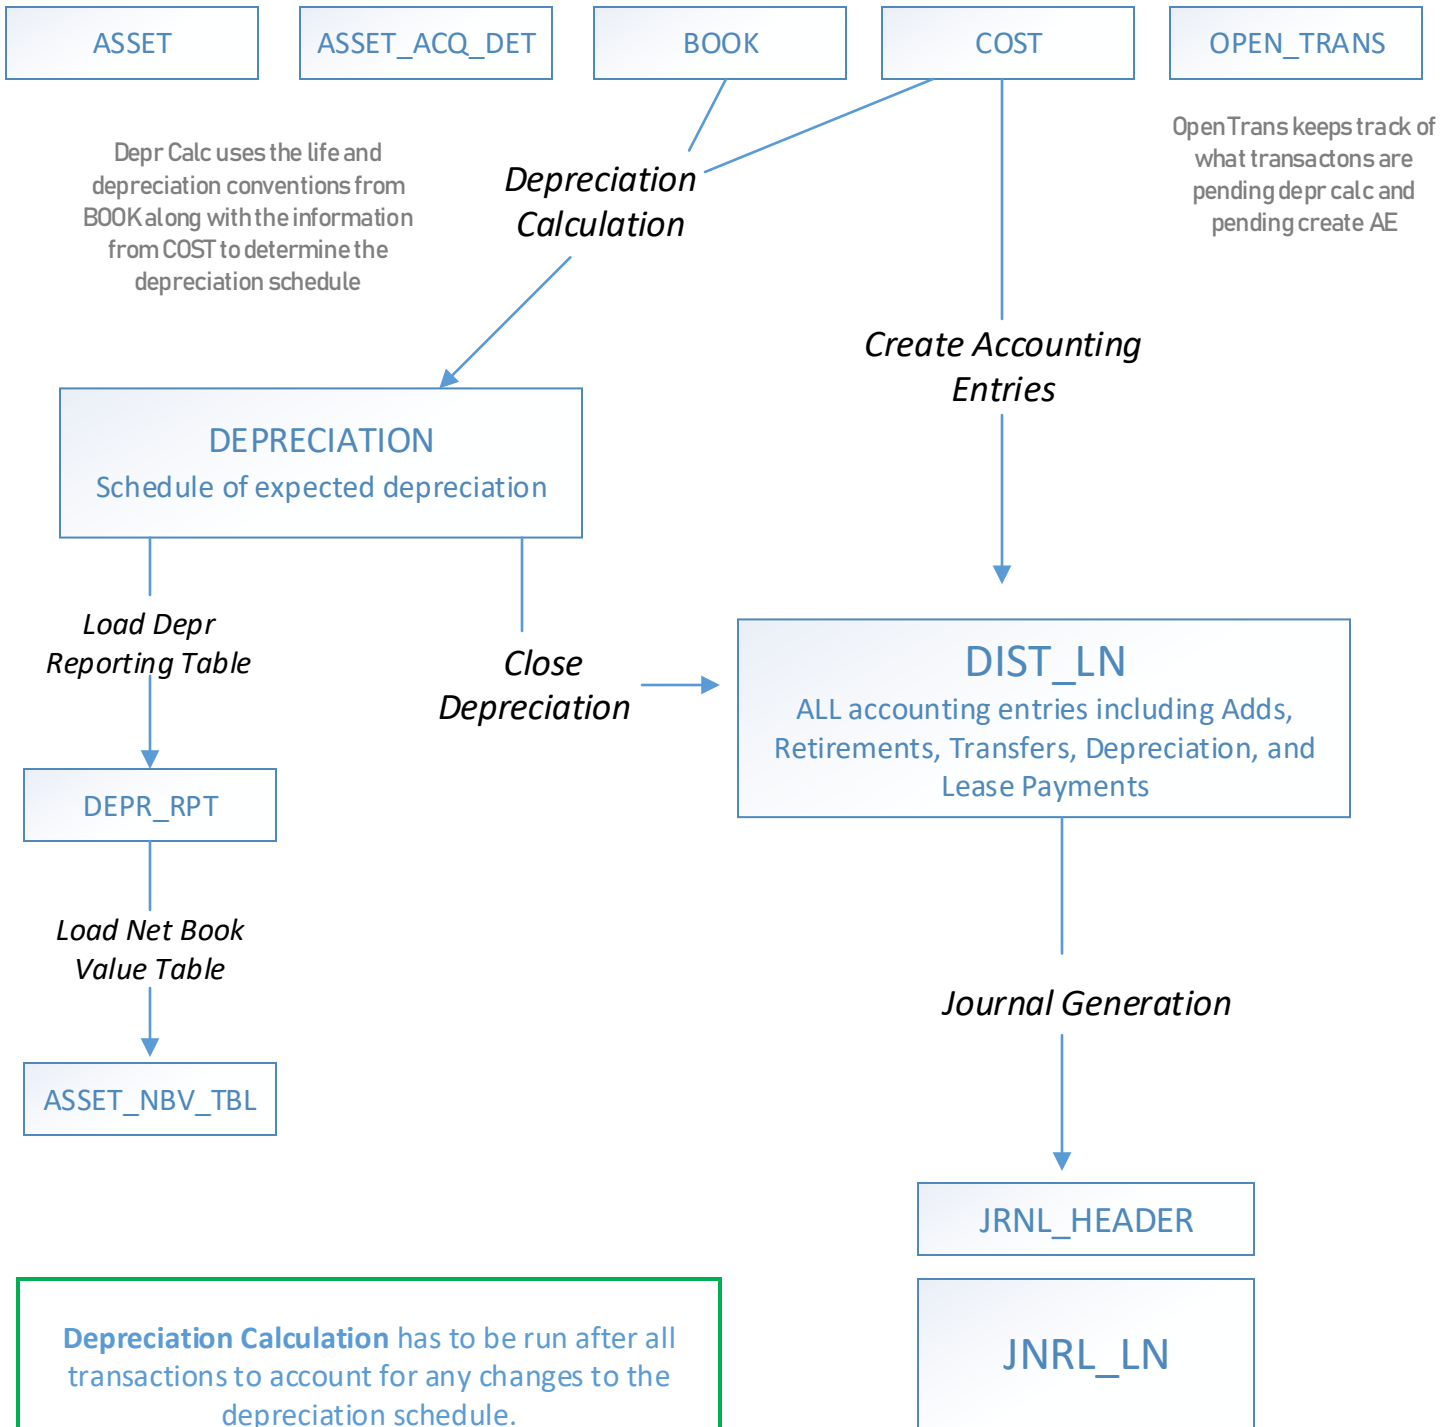 ASSET
ASSET_ACQ_DET
BOOK
COST
OPEN_TRANS
Depr Calc uses the life and
depreciation conventions from
BOOK along with the information
from COST to determine the
depreciation schedule
Depreciation
Calculation
Open Trans keeps track of
what transactons are
pending depr calc and
pending create AE
Create Accounting
Entries
DEPRECIATION
Schedule of expected depreciation
Load Depr
Reporting Table
Close
Depreciation
DIST_LN
ALL accounting entries including Adds,
Retirements, Transfers, Depreciation, and
Lease Payments
DEPR_RPT
Load Net Book
Value Table
Journal Generation
ASSET_NBV_TBL
JRNL_HEADER
JNRL_LN
Depreciation Calculation has to be run after all
transactions to account for any changes to the
depreciation schedule.